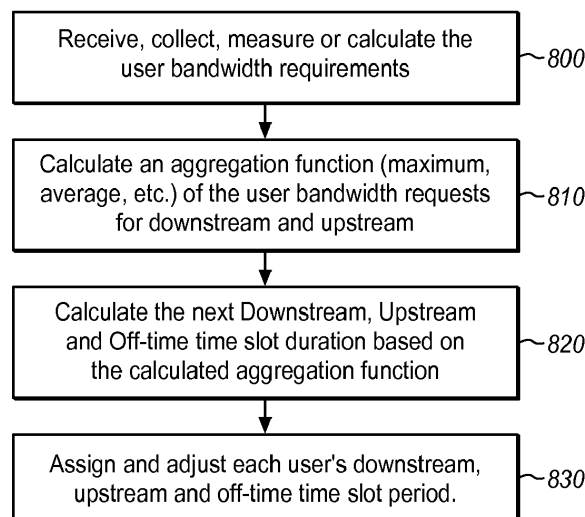 Receive, collect, measure or calculate the
user bandwidth requirements
800
Calculate an aggregation function (maximum,
average, etc.) of the user bandwidth requests
for downstream and upstream
810
Calculate the next Downstream, Upstream
and Off-time time slot duration based on
the calculated aggregation function
820
Assign and adjust each user's downstream,
upstream and off-time time slot period.
830